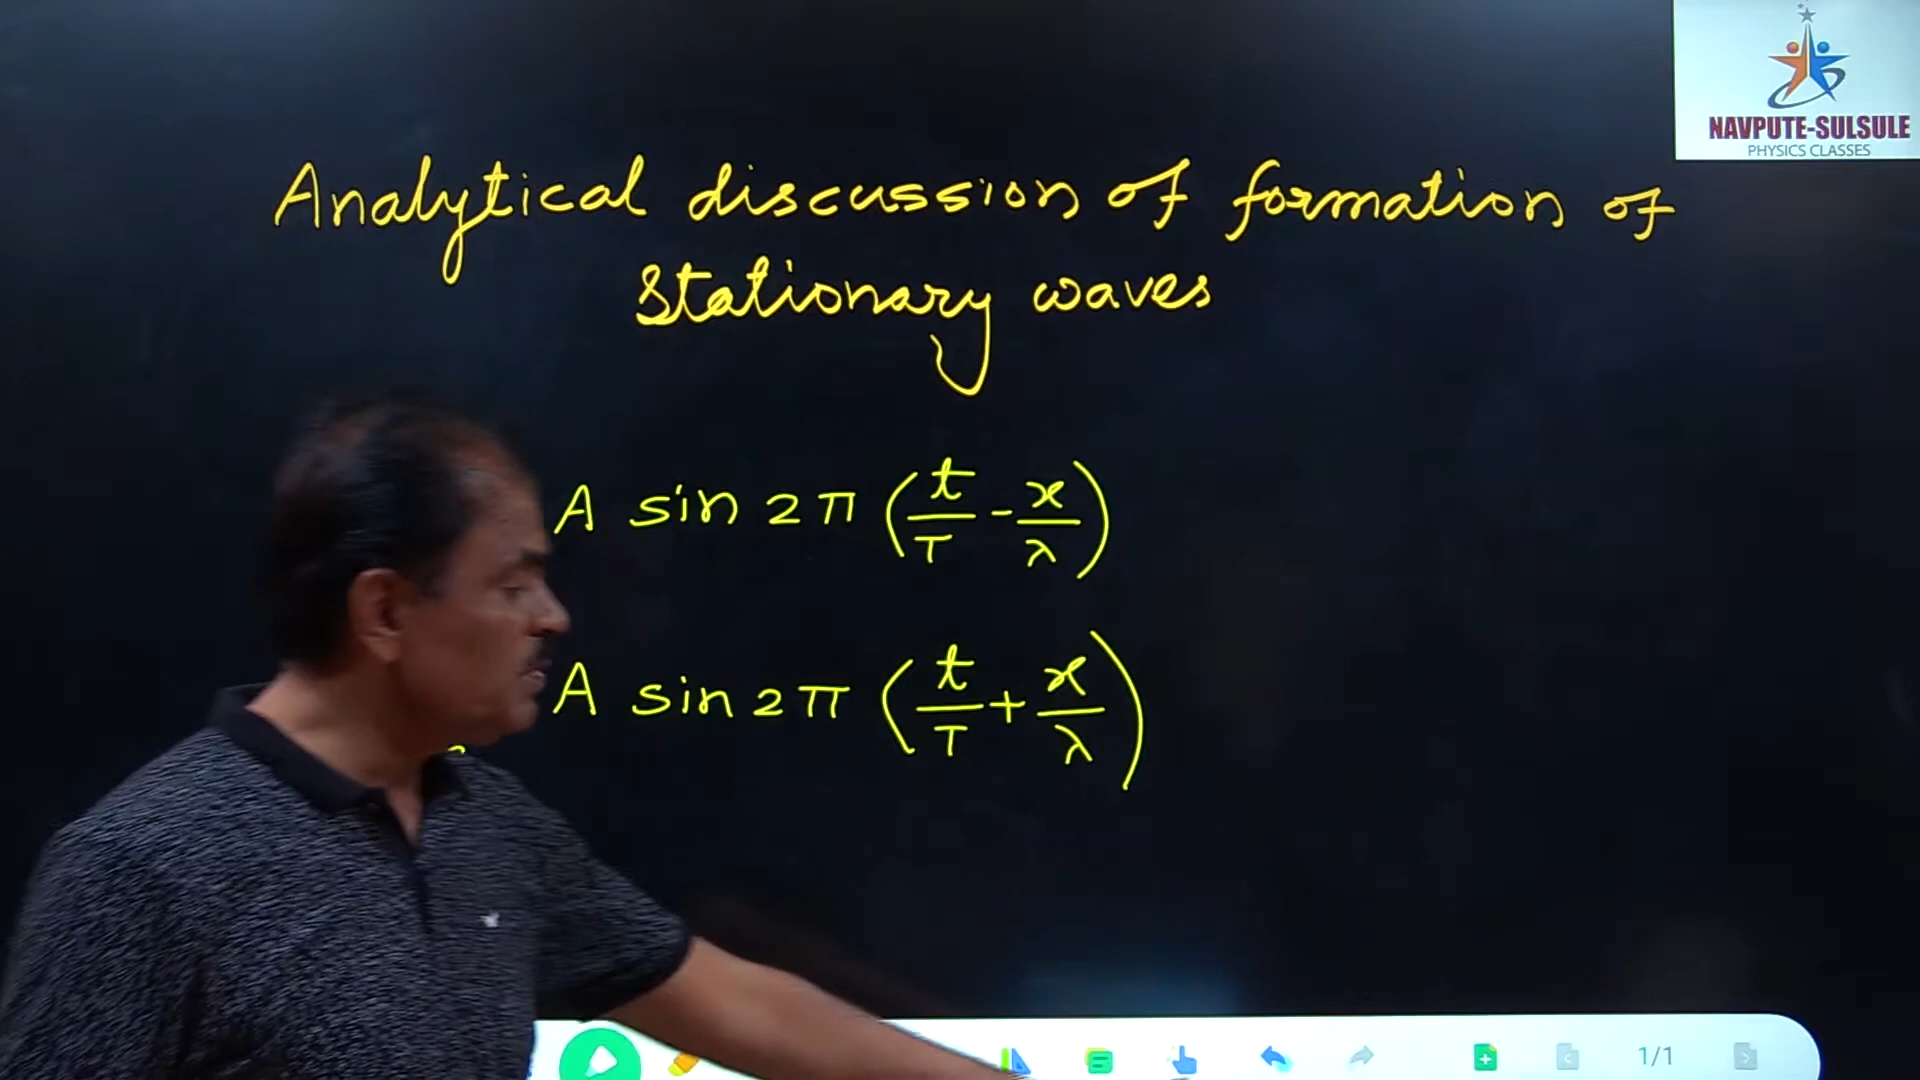 NAVPUTE-SULSULE
PHYSICS CLASSES
Analytical discussion of formation of
Stationary waves
A sin 2π (t/T - x/λ)
A sin 2π (t/T + x/λ)
1/1